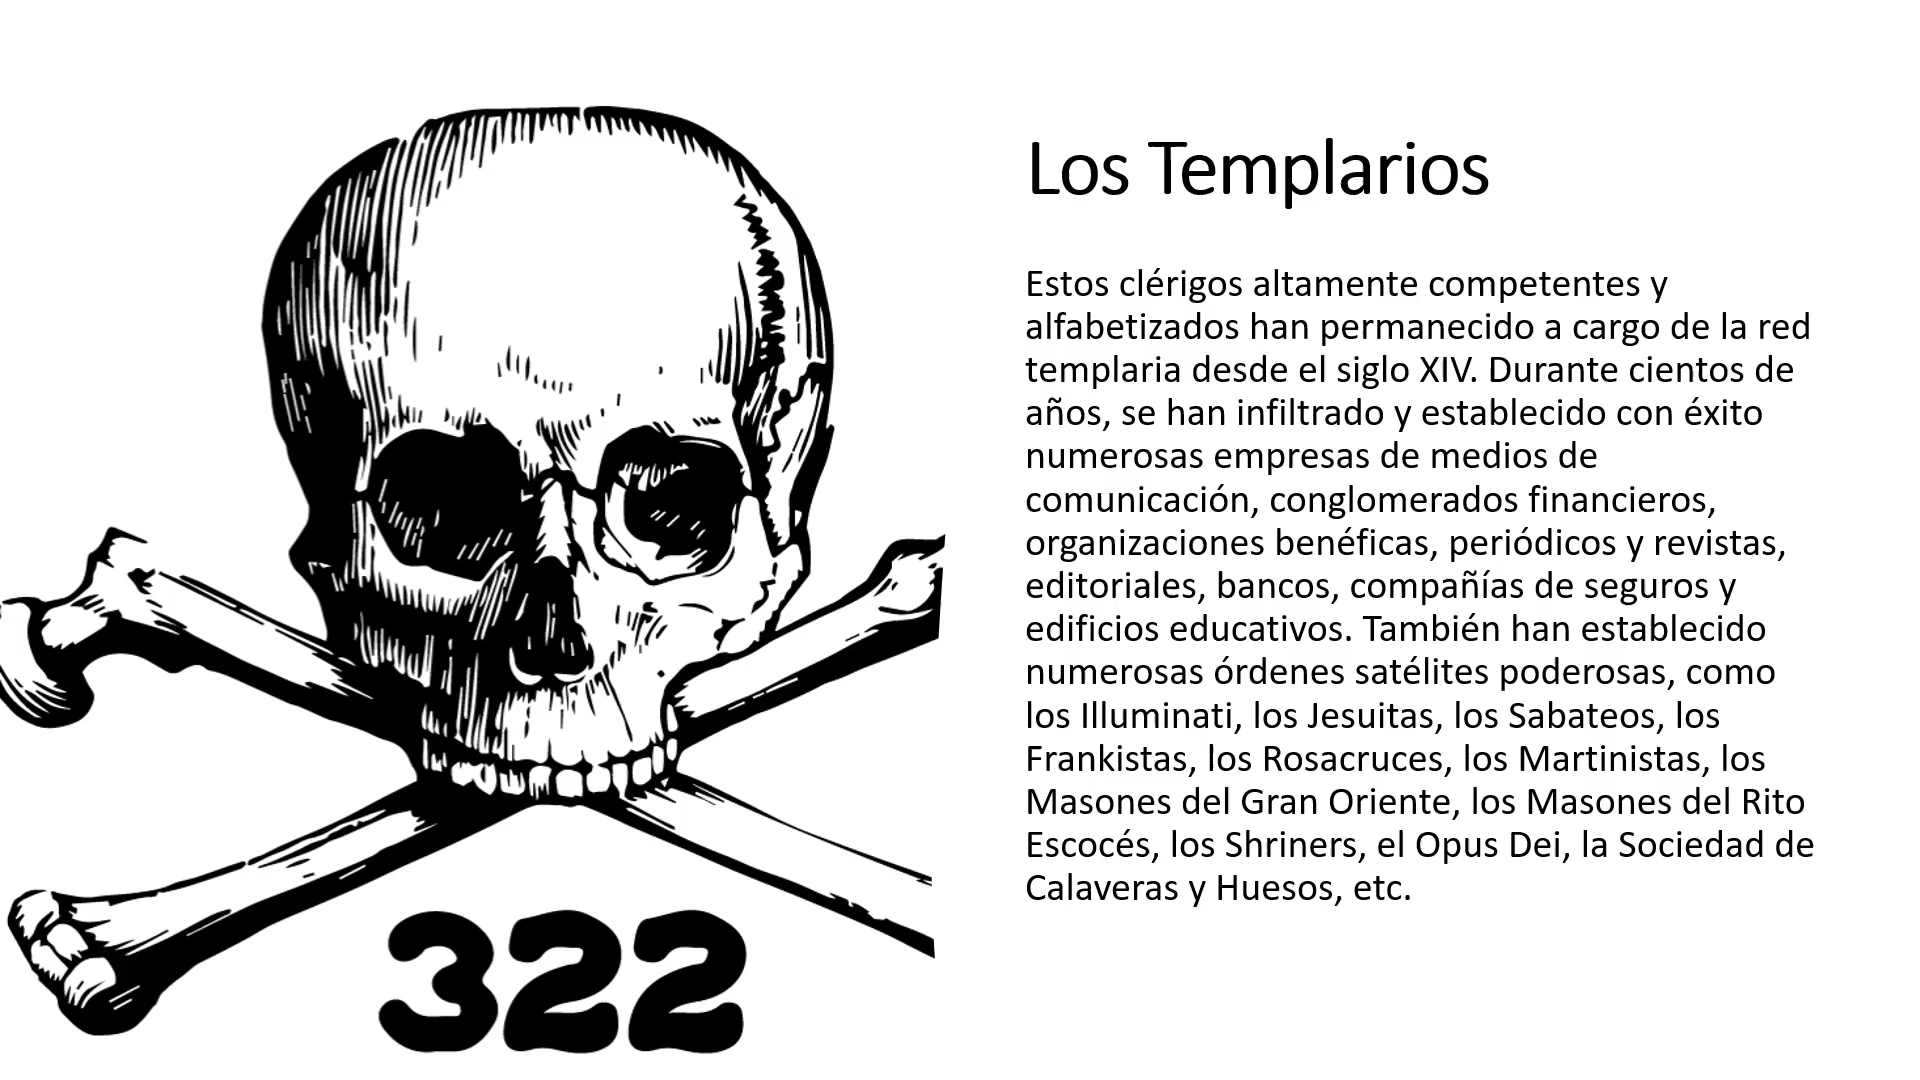 Los Templarios
Estos clérigos altamente competentes y
alfabetizados han permanecido a cargo de la red
templaria desde el siglo XIV. Durante cientos de
años, se han infiltrado y establecido con éxito
numerosas empresas de medios de
comunicación, conglomerados financieros,
organizaciones benéficas, periódicos y revistas,
editoriales, bancos, compañías de seguros y
edificios educativos. También han establecido
numerosas órdenes satélites poderosas, como
los Illuminati, los Jesuitas, los Sabateos, los
Frankistas, los Rosacruces, los Martinistas, los
Masones del Gran Oriente, los Masones del Rito
Escocés, los Shriners, el Opus Dei, la Sociedad de
Calaveras y Huesos, etc.
322